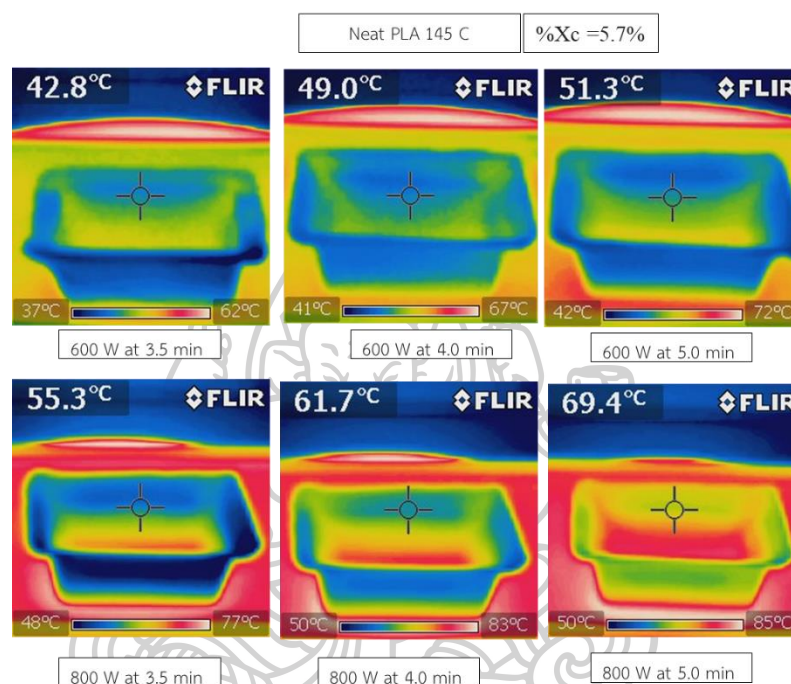 Neat PLA 145 C
%Xc =5.7%
42.8°C FLIR
49.0°C FLIR
51.3°C FLIR
37°C 62°C
41°C 67°C
42°C 72°C
600 W at 3.5 min
600 W at 4.0 min
600 W at 5.0 min
55.3°C FLIR
61.7°C FLIR
69.4°C FLIR
48°C 77°C
50°C 83°C
50°C 85°C
800 W at 3.5 min
800 W at 4.0 min
800 W at 5.0 min